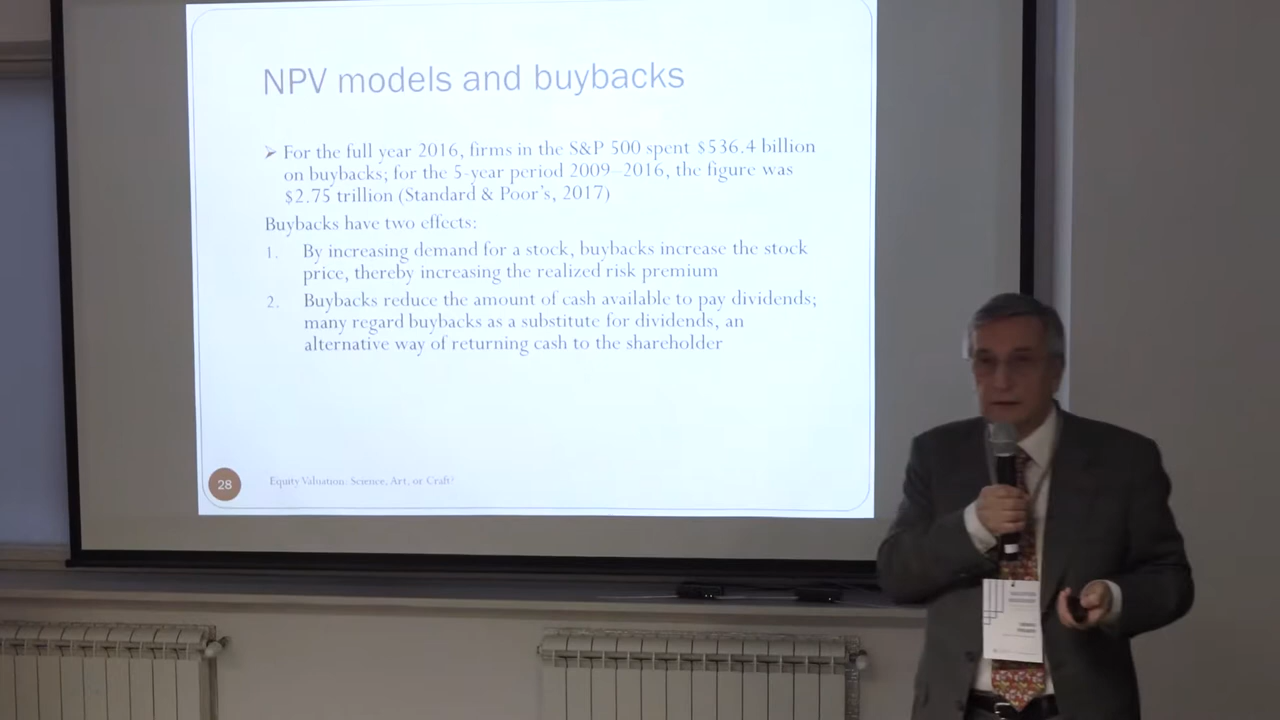 NPV models and buybacks
➢ For the full year 2016, firms in the S&P 500 spent $536.4 billion
on buybacks; for the 5-year period 2009–2016, the figure was
$2.75 trillion (Standard & Poor's, 2017)
Buybacks have two effects:
1. By increasing demand for a stock, buybacks increase the stock
price, thereby increasing the realized risk premium
2. Buybacks reduce the amount of cash available to pay dividends;
many regard buybacks as a substitute for dividends, an
alternative way of returning cash to the shareholder
28
Equity Valuation: Science, Art, or Craft?